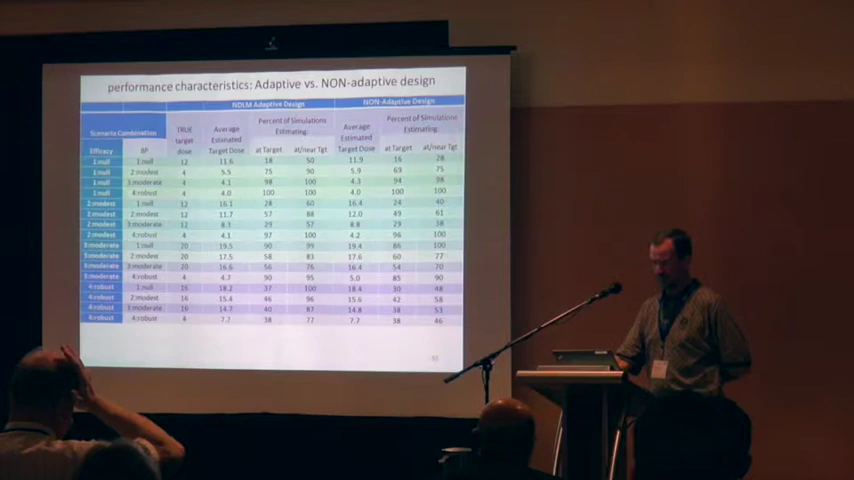 performance characteristics: Adaptive vs. NON-adaptive design
NDLM Adaptive Design NON-Adaptive Design
Scenario Combination TRUE target dose Average Estimated Target Dose Percent of Simulations Estimating: Average Estimated Target Dose Percent of Simulations Estimating:
Efficacy BP at Target at/near Tgt at Target at/near Tgt
1:null 1:null 12 11.6 18 50 11.9 16 28
1:null 2:modest 4 5.5 75 90 5.9 69 75
1:null 3:moderate 4 4.1 98 100 4.3 94 98
1:null 4:robust 4 4.0 100 100 4.0 100 100
2:modest 1:null 12 16.1 28 60 16.4 24 40
2:modest 2:modest 12 11.7 57 88 12.0 49 61
2:modest 3:moderate 12 8.3 29 57 8.8 29 38
2:modest 4:robust 4 4.1 97 100 4.2 96 100
3:moderate 1:null 20 19.5 90 99 19.4 86 100
3:moderate 2:modest 20 17.5 58 83 17.6 60 77
3:moderate 3:moderate 20 16.6 56 76 16.4 54 70
3:moderate 4:robust 4 4.7 90 95 5.0 85 90
4:robust 1:null 16 18.2 37 100 18.4 30 48
4:robust 2:modest 16 15.4 46 96 15.6 42 58
4:robust 3:moderate 16 14.7 40 87 14.8 38 53
4:robust 4:robust 4 7.7 38 77 7.7 38 46